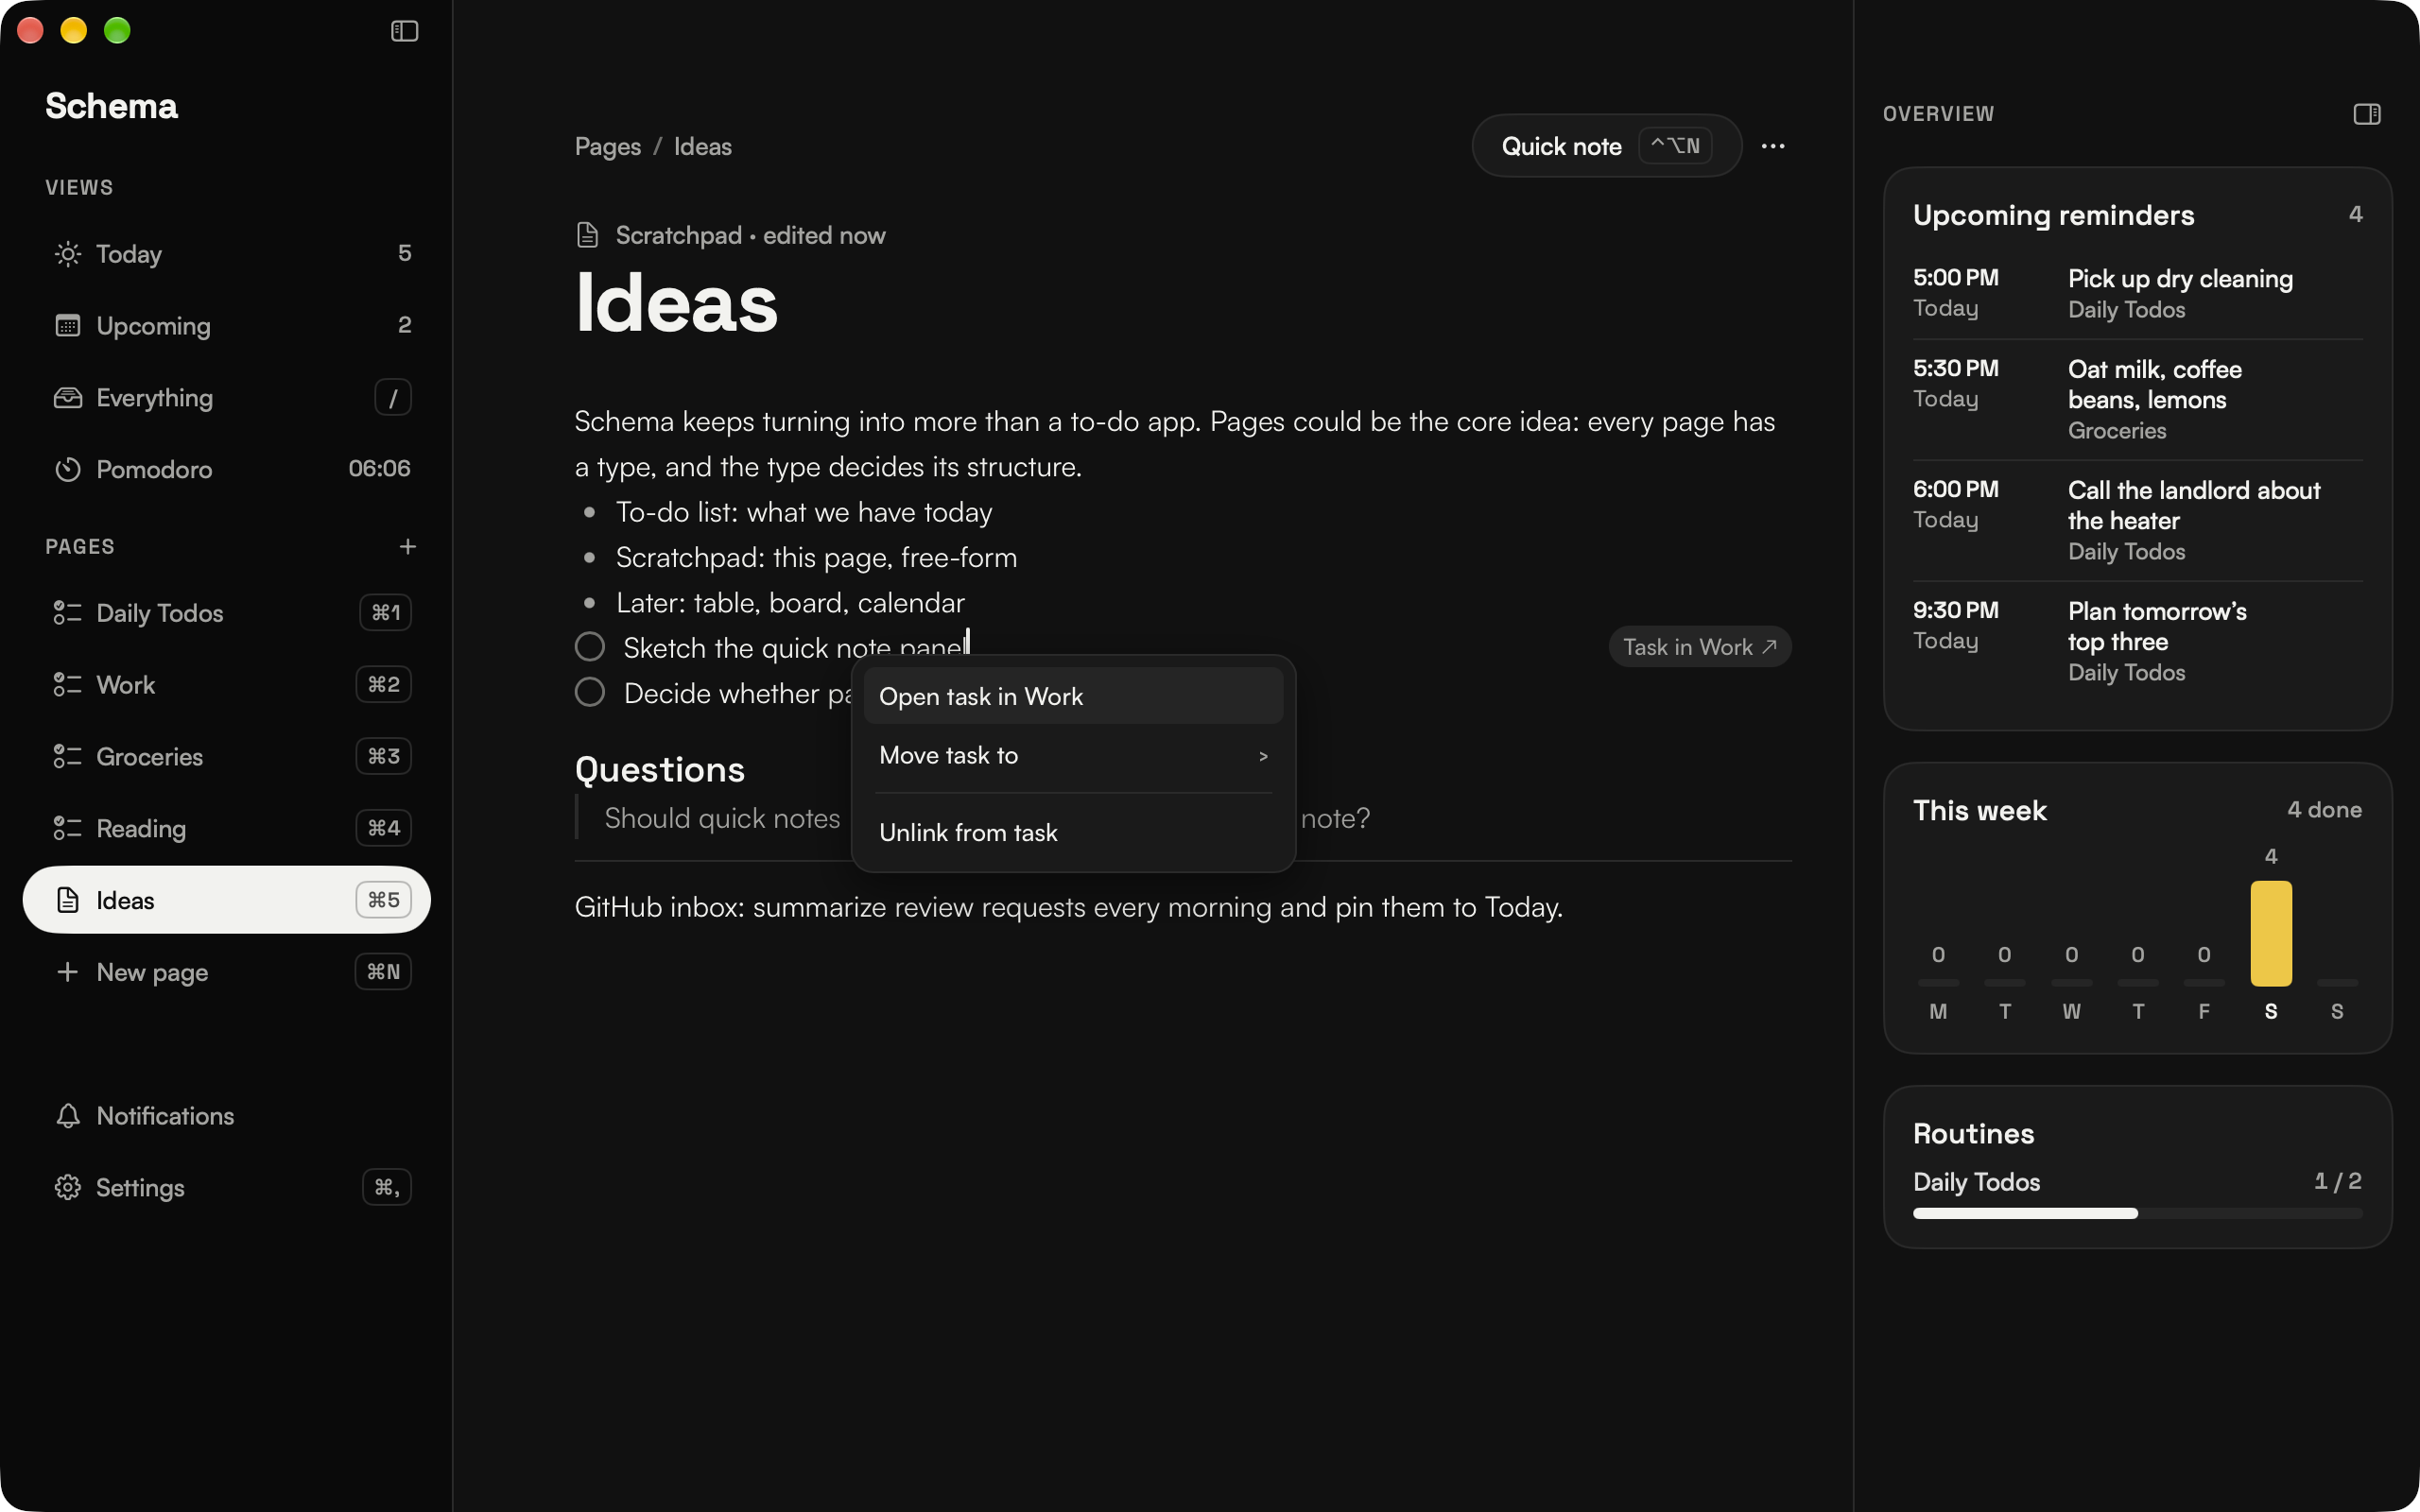 Schema
VIEWS
Today 5
Upcoming 2
Everything /
Pomodoro 06:06
PAGES
Daily Todos ⌘1
Work ⌘2
Groceries ⌘3
Reading ⌘4
Ideas ⌘5
New page ⌘N
Notifications
Settings ⌘,
Pages / Ideas
Quick note ⌃⌥N
Scratchpad · edited now
Ideas
Schema keeps turning into more than a to-do app. Pages could be the core idea: every page has
a type, and the type decides its structure.
To-do list: what we have today
Scratchpad: this page, free-form
Later: table, board, calendar
Sketch the quick note panel
Task in Work ↗
Decide whether
Open task in Work
Move task to >
Unlink from task
Questions
Should quick notes
note?
GitHub inbox: summarize review requests every morning and pin them to Today.
OVERVIEW
Upcoming reminders 4
5:00 PM Pick up dry cleaning
Today Daily Todos
5:30 PM Oat milk, coffee
Today beans, lemons
Groceries
6:00 PM Call the landlord about
Today the heater
Daily Todos
9:30 PM Plan tomorrow’s
Today top three
Daily Todos
This week 4 done
4
0 0 0 0 0
M T W T F S S
Routines
Daily Todos 1 / 2